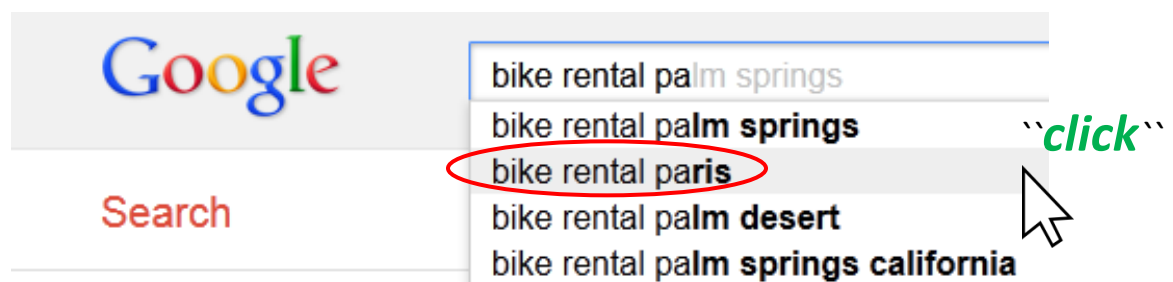 Google
bike rental palm springs
bike rental palm springs
``click``
bike rental paris
Search
bike rental palm desert
bike rental palm springs california